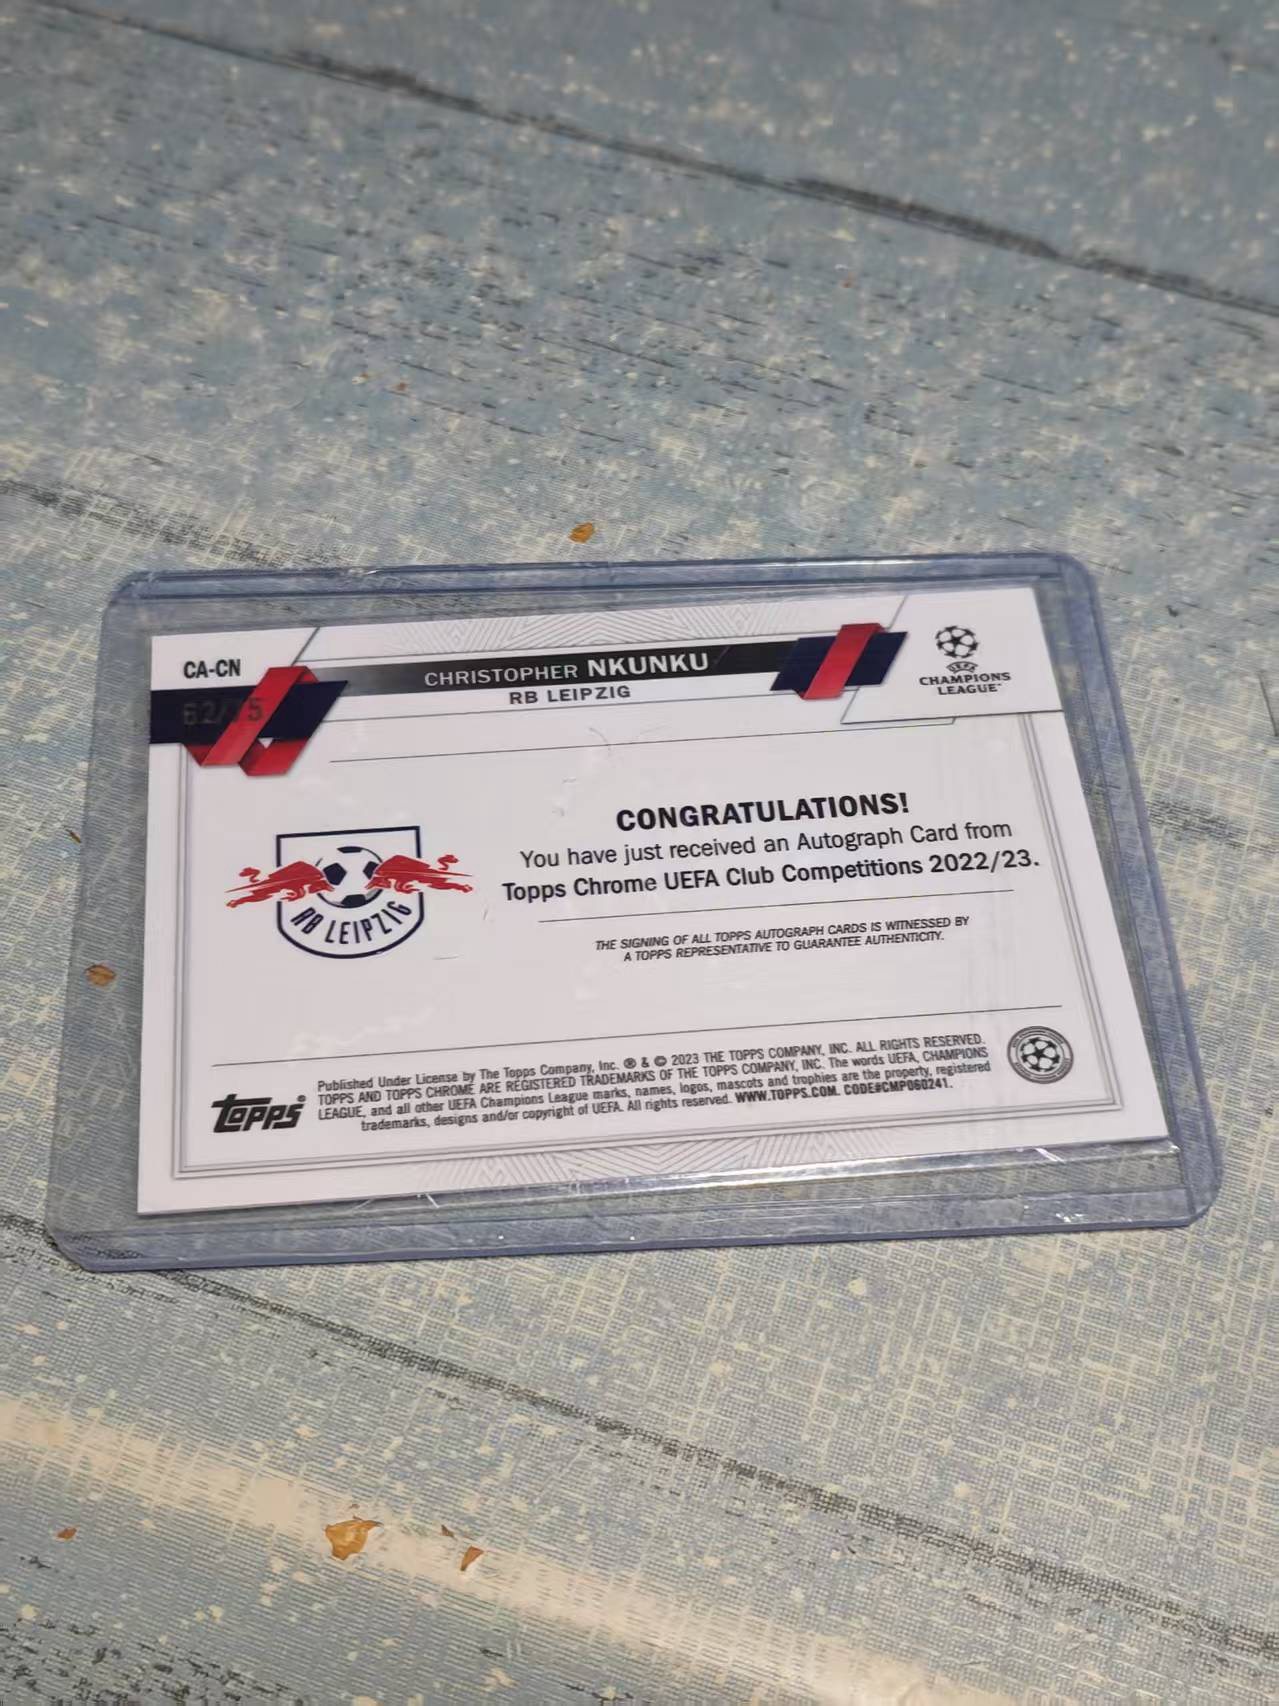 CA-CN
62/75
CHRISTOPHER NKUNKU
RB LEIPZIG
UEFA
CHAMPIONS
LEAGUE™
RB LEIPZIG
CONGRATULATIONS!
You have just received an Autograph Card from
Topps Chrome UEFA Club Competitions 2022/23.
THE SIGNING OF ALL TOPPS AUTOGRAPH CARDS IS WITNESSED BY
A TOPPS REPRESENTATIVE TO GUARANTEE AUTHENTICITY.
TOPPS®
Published Under License by The Topps Company, Inc. ® & © 2023 THE TOPPS COMPANY, INC. ALL RIGHTS RESERVED.
TOPPS AND TOPPS CHROME ARE REGISTERED TRADEMARKS OF THE TOPPS COMPANY, INC. The words UEFA, CHAMPIONS
LEAGUE, and all other UEFA Champions League marks, names, logos, mascots and trophies are the property, registered
trademarks, designs and/or copyright of UEFA. All rights reserved. WWW.TOPPS.COM. CODE#CMP060241.